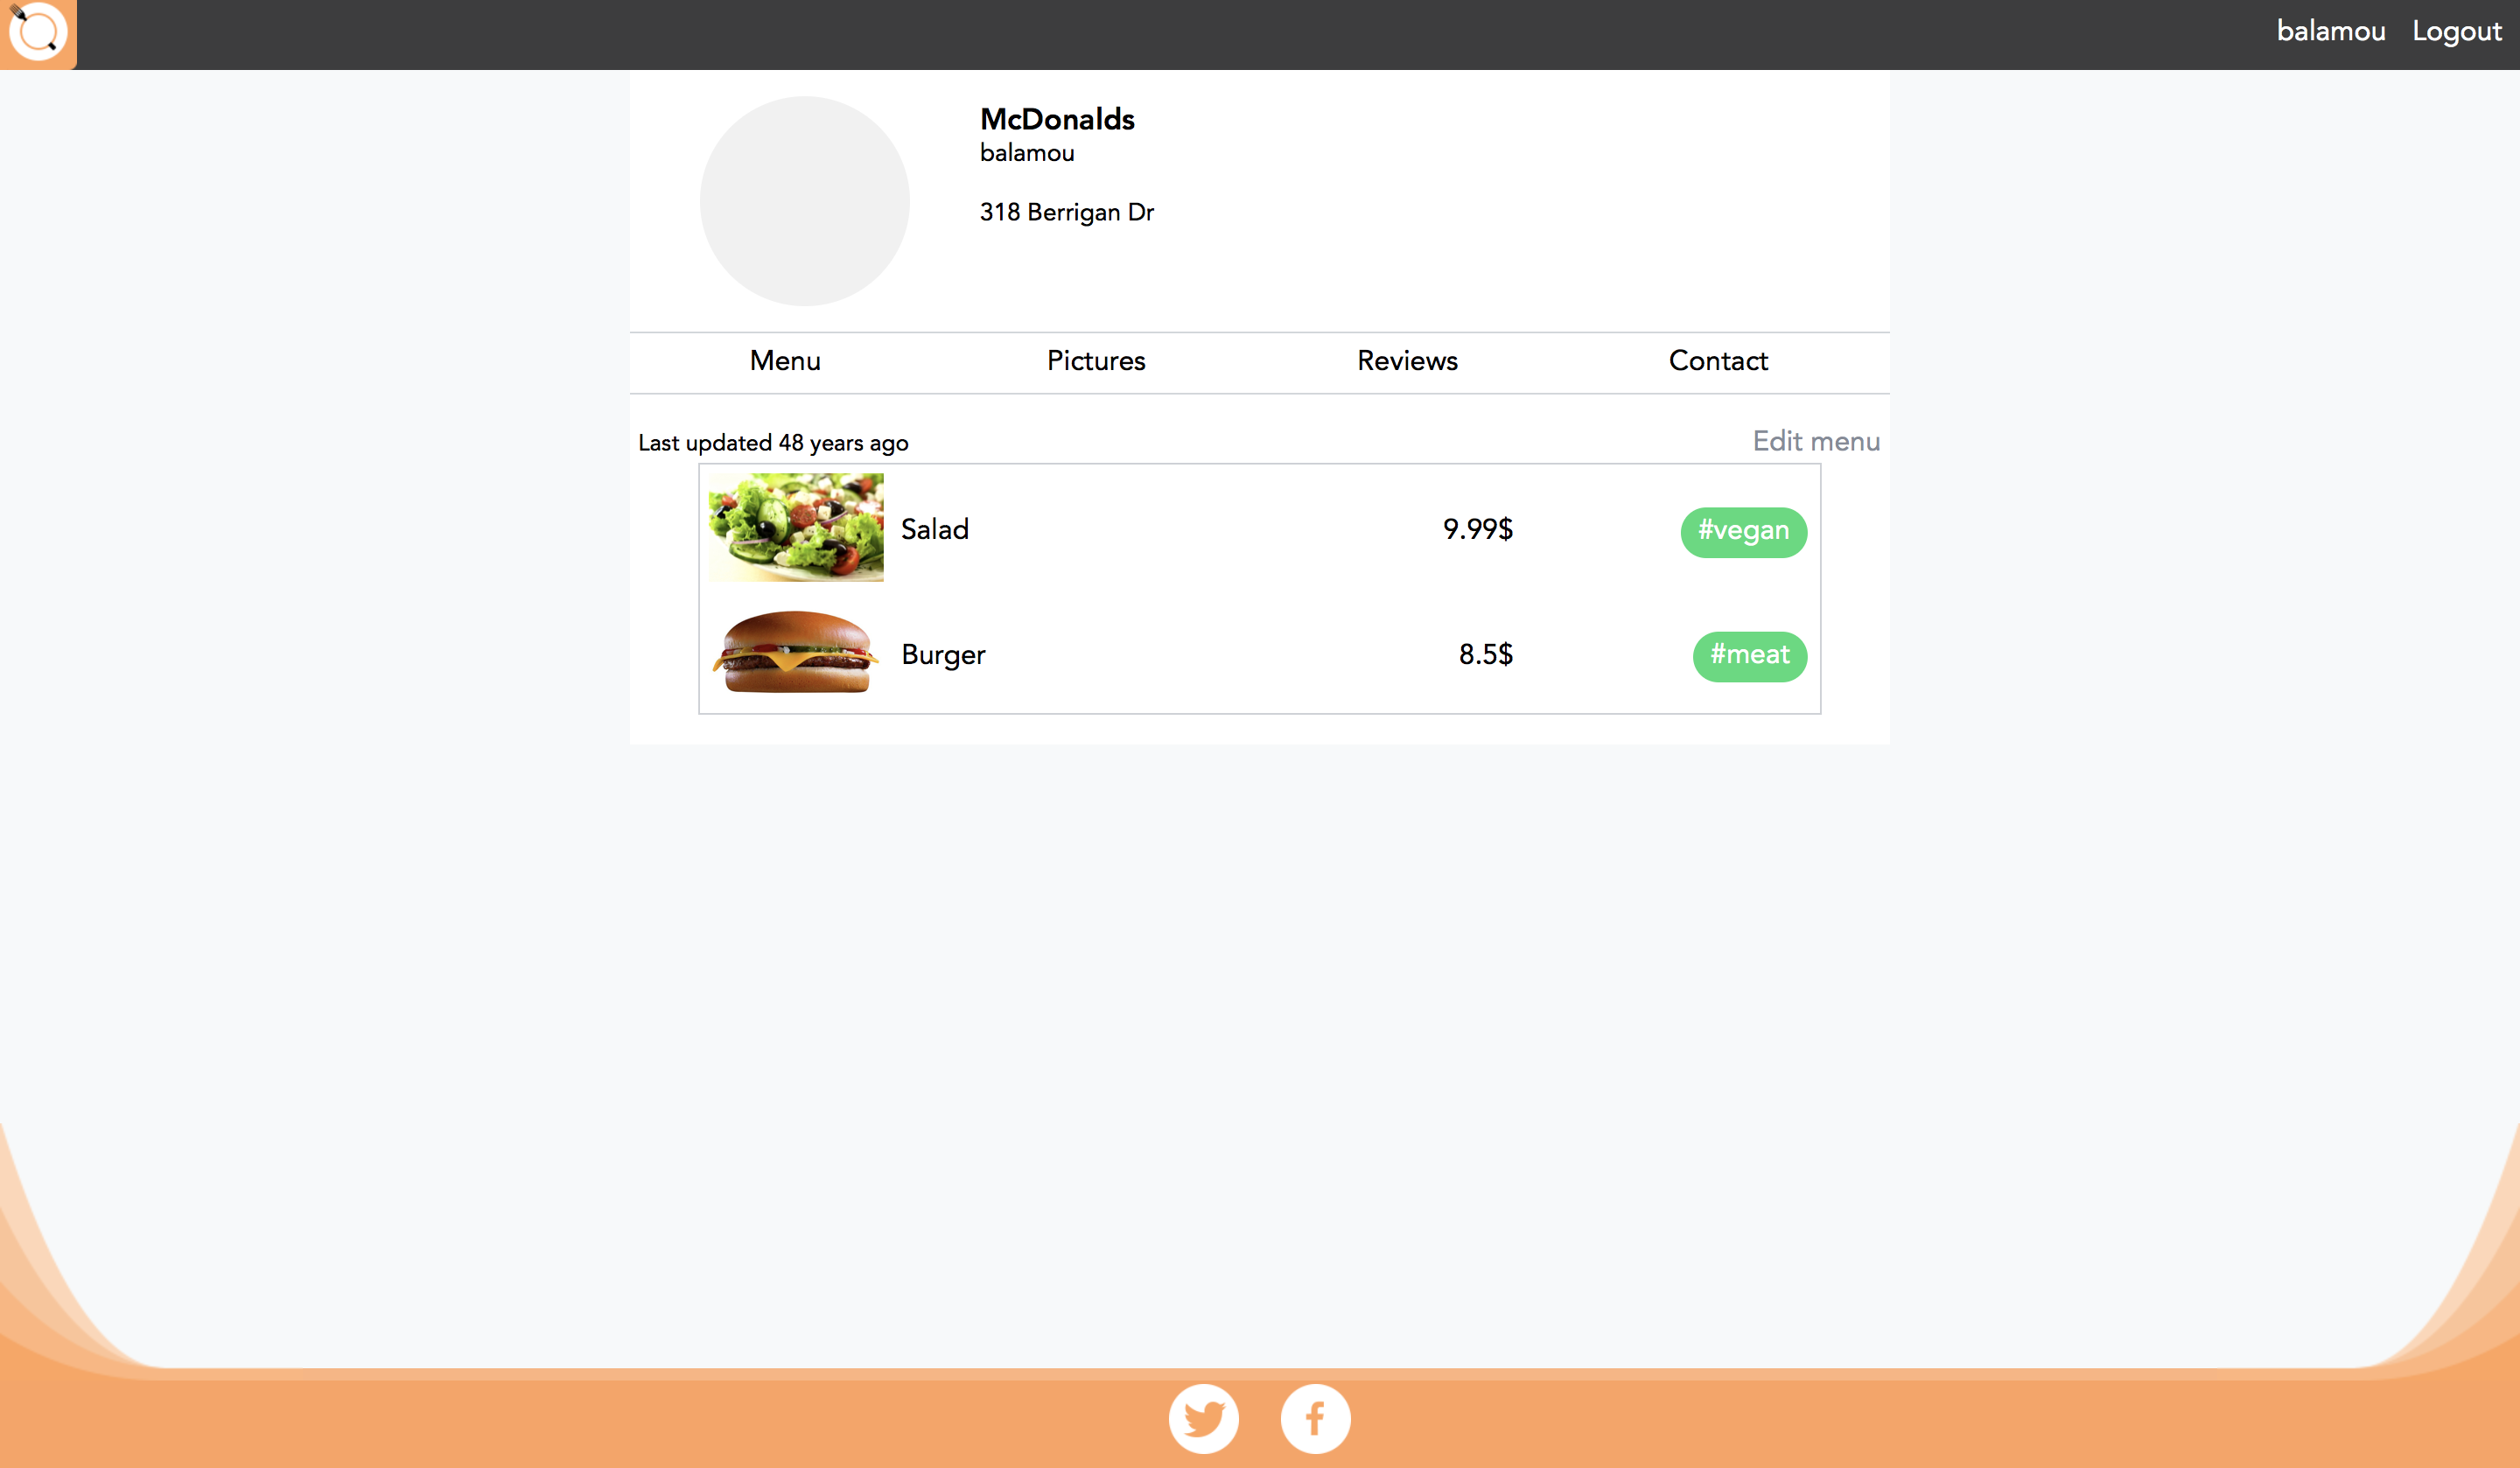 balamou Logout
McDonalds
balamou
318 Berrigan Dr
Menu Pictures Reviews Contact
Last updated 48 years ago Edit menu
Salad 9.99$ #vegan
Burger 8.5$ #meat